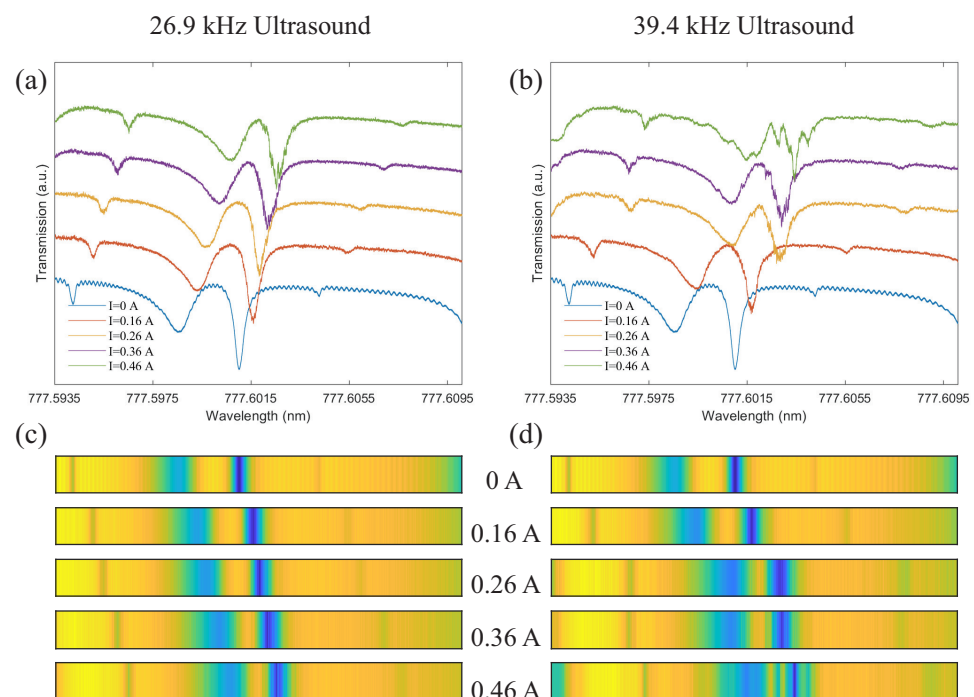 26.9 kHz Ultrasound
39.4 kHz Ultrasound
(a)
(b)
Transmission (a.u.)
Transmission (a.u.)
I=0 A
I=0.16 A
I=0.26 A
I=0.36 A
I=0.46 A
I=0 A
I=0.16 A
I=0.26 A
I=0.36 A
I=0.46 A
777.5935 777.5975 777.6015 777.6055 777.6095
777.5935 777.5975 777.6015 777.6055 777.6095
Wavelength (nm)
Wavelength (nm)
(c)
(d)
0 A
0.16 A
0.26 A
0.36 A
0.46 A